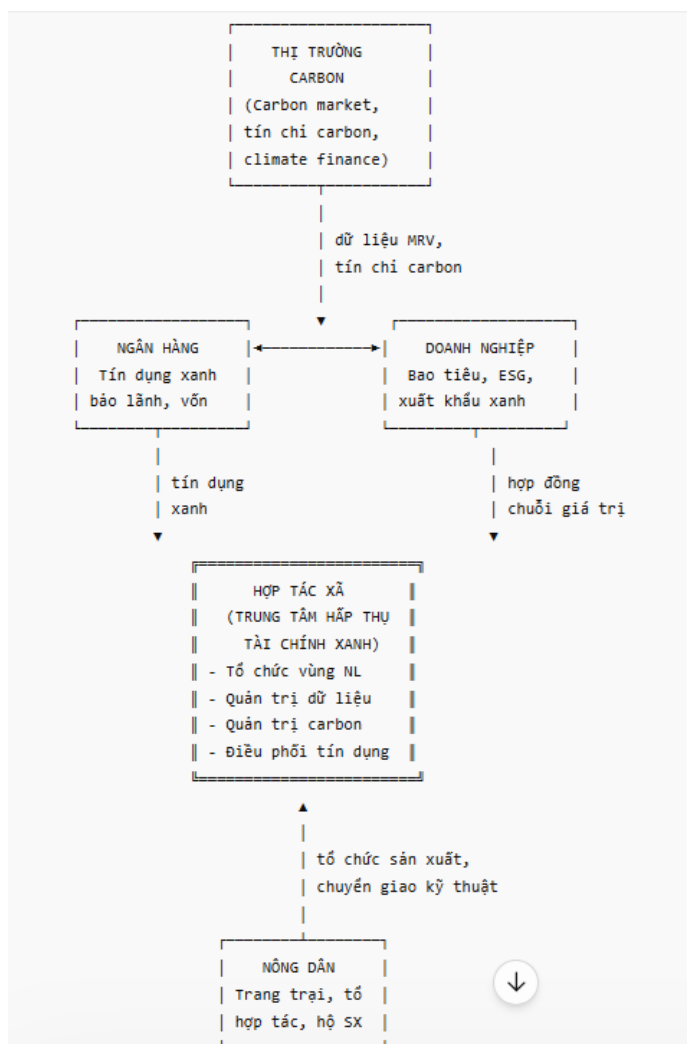 THỊ TRƯỜNG
CARBON
(Carbon market,
tín chỉ carbon,
climate finance)
dữ liệu MRV,
tín chỉ carbon
NGÂN HÀNG
Tín dụng xanh
bảo lãnh, vốn
DOANH NGHIỆP
Bao tiêu, ESG,
xuất khẩu xanh
tín dụng
xanh
hợp đồng
chuỗi giá trị
HỢP TÁC XÃ
(TRUNG TÂM HẤP THỤ
TÀI CHÍNH XANH)
- Tổ chức vùng NL
- Quản trị dữ liệu
- Quản trị carbon
- Điều phối tín dụng
tổ chức sản xuất,
chuyển giao kỹ thuật
NÔNG DÂN
Trang trại, tổ
hợp tác, hộ SX